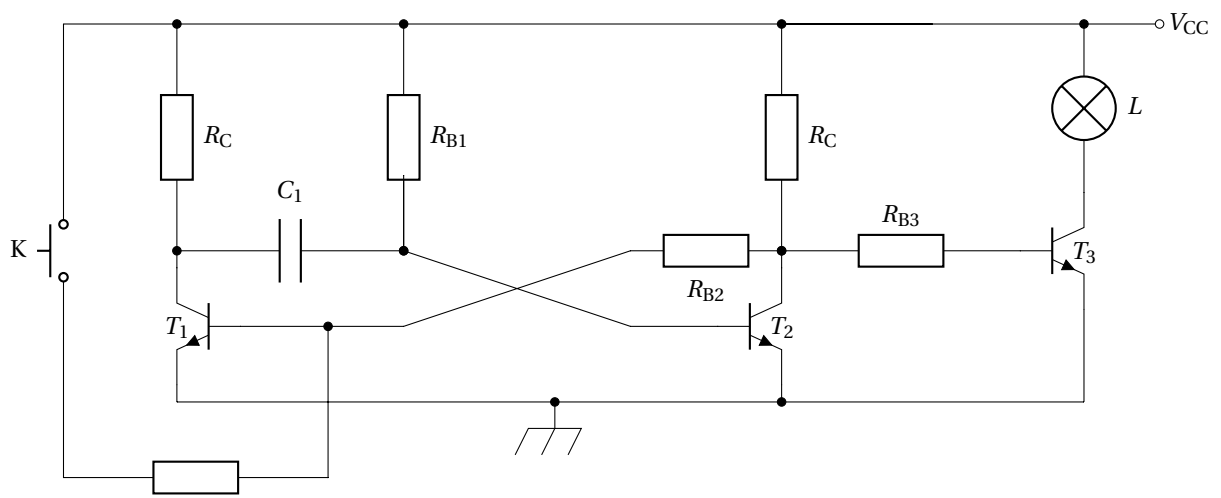 V_CC
R_C
R_B1
R_C
L
C_1
K
R_B3
T_3
R_B2
T_1
T_2